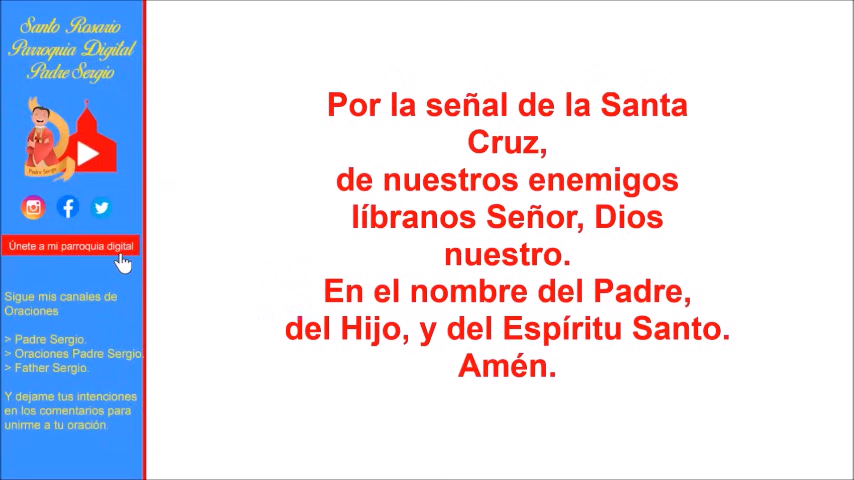 Santo Rosario
Parroquia Digital
Padre Sergio
Padre Sergio
Únete a mi parroquia digital
Sigue mis canales de
Oraciones
> Padre Sergio.
> Oraciones Padre Sergio.
> Father Sergio.
Y dejame tus intenciones
en los comentarios para
unirme a tu oración.
Por la señal de la Santa
Cruz,
de nuestros enemigos
líbranos Señor, Dios
nuestro.
En el nombre del Padre,
del Hijo, y del Espíritu Santo.
Amén.